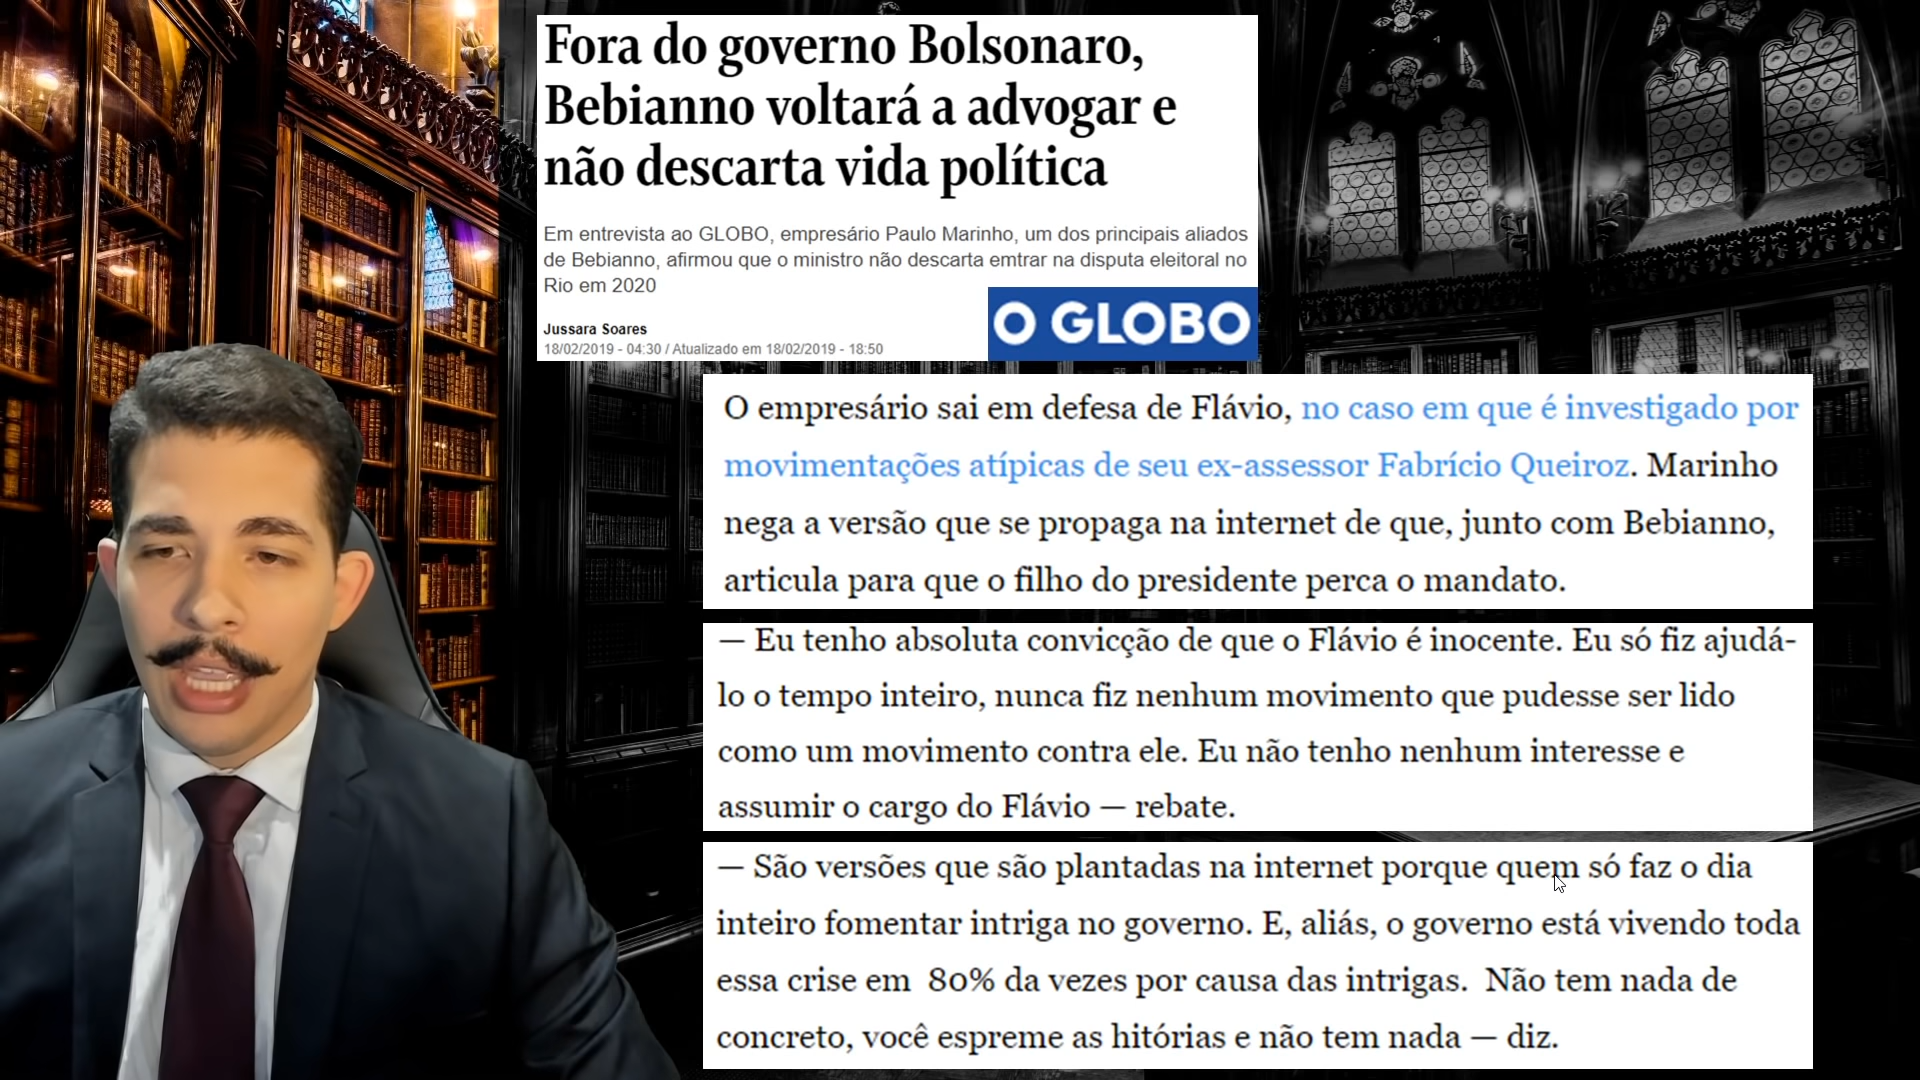 Fora do governo Bolsonaro,
Bebianno voltará a advogar e
não descarta vida política
Em entrevista ao GLOBO, empresário Paulo Marinho, um dos principais aliados
de Bebianno, afirmou que o ministro não descarta emtrar na disputa eleitoral no
Rio em 2020
Jussara Soares
18/02/2019 - 04:30 / Atualizado em 18/02/2019 - 18:50
O GLOBO
O empresário sai em defesa de Flávio, no caso em que é investigado por
movimentações atípicas de seu ex-assessor Fabrício Queiroz. Marinho
nega a versão que se propaga na internet de que, junto com Bebianno,
articula para que o filho do presidente perca o mandato.
— Eu tenho absoluta convicção de que o Flávio é inocente. Eu só fiz ajudá-
lo o tempo inteiro, nunca fiz nenhum movimento que pudesse ser lido
como um movimento contra ele. Eu não tenho nenhum interesse e
assumir o cargo do Flávio — rebate.
— São versões que são plantadas na internet porque quem só faz o dia
inteiro fomentar intriga no governo. E, aliás, o governo está vivendo toda
essa crise em 80% da vezes por causa das intrigas. Não tem nada de
concreto, você espreme as hitórias e não tem nada — diz.